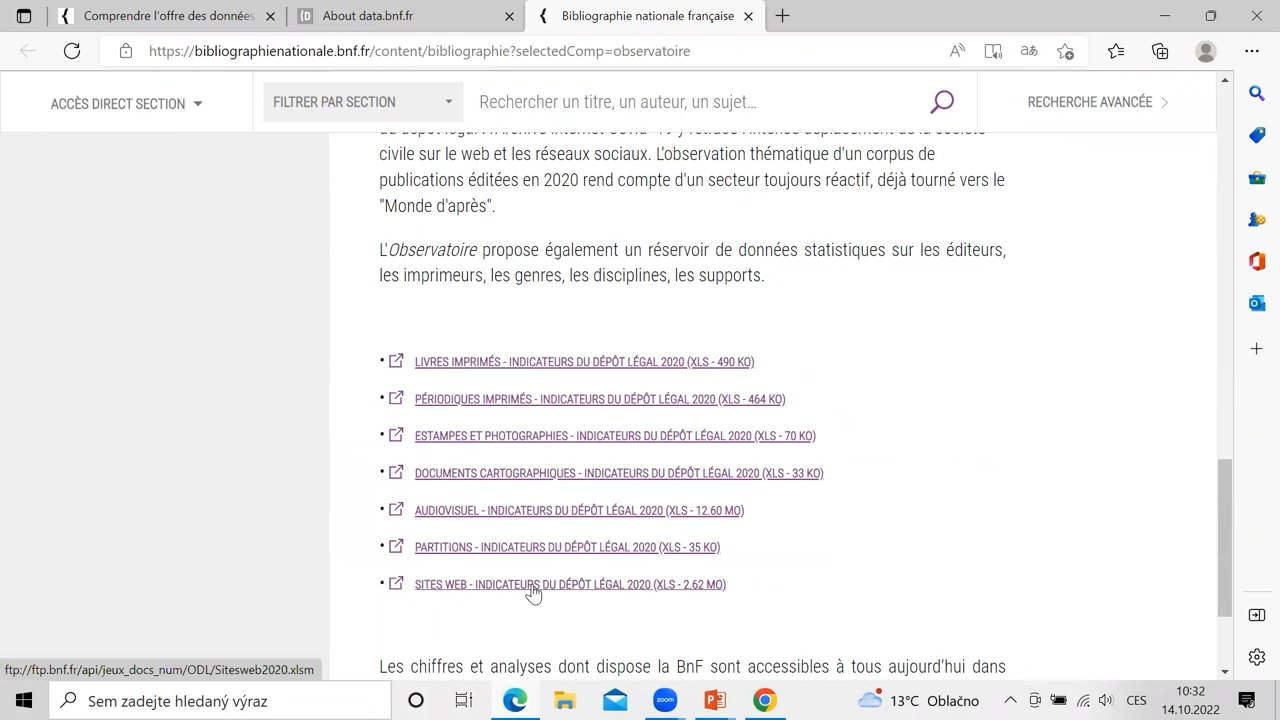 Comprendre l'offre des données
About data.bnf.fr
Bibliographie nationale française
https://bibliographienationale.bnf.fr/content/bibliographie?selectedComp=observatoire
ACCÈS DIRECT SECTION
FILTRER PAR SECTION
Rechercher un titre, un auteur, un sujet...
RECHERCHE AVANCÉE
civile sur le web et les réseaux sociaux. L'observation thématique d'un corpus de
publications éditées en 2020 rend compte d'un secteur toujours réactif, déjà tourné vers le
"Monde d'après".
L'Observatoire propose également un réservoir de données statistiques sur les éditeurs,
les imprimeurs, les genres, les disciplines, les supports.
• LIVRES IMPRIMÉS - INDICATEURS DU DÉPÔT LÉGAL 2020 (XLS - 490 KO)
• PÉRIODIQUES IMPRIMÉS - INDICATEURS DU DÉPÔT LÉGAL 2020 (XLS - 464 KO)
• ESTAMPES ET PHOTOGRAPHIES - INDICATEURS DU DÉPÔT LÉGAL 2020 (XLS - 70 KO)
• DOCUMENTS CARTOGRAPHIQUES - INDICATEURS DU DÉPÔT LÉGAL 2020 (XLS - 33 KO)
• AUDIOVISUEL - INDICATEURS DU DÉPÔT LÉGAL 2020 (XLS - 12.60 MO)
• PARTITIONS - INDICATEURS DU DÉPÔT LÉGAL 2020 (XLS - 35 KO)
• SITES WEB - INDICATEURS DU DÉPÔT LÉGAL 2020 (XLS - 2.62 MO)
Les chiffres et analyses dont dispose la BnF sont accessibles à tous aujourd'hui dans
ftp://ftp.bnf.fr/api/jeux_docs_num/ODL/Sitesweb2020.xlsm
Sem zadejte hledaný výraz
13°C Oblačno
CES
10:32
14.10.2022